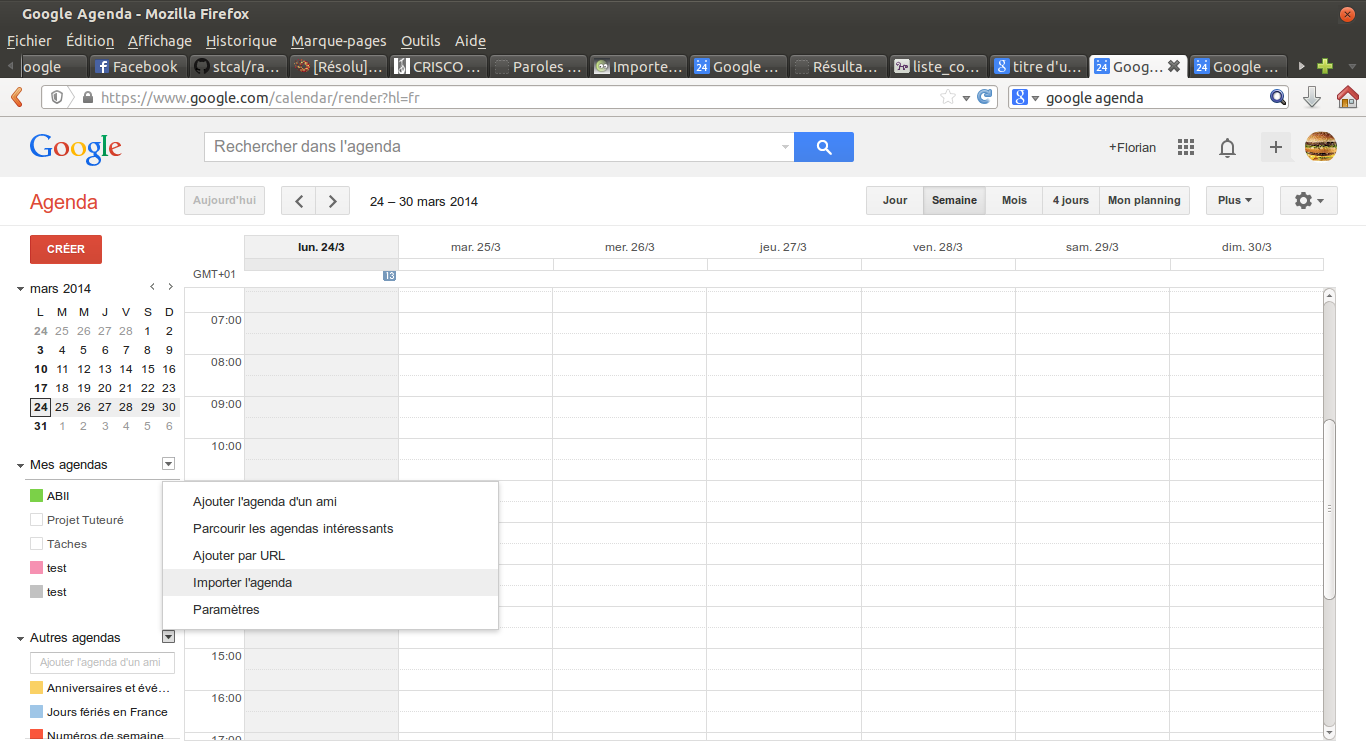 Google Agenda - Mozilla Firefox
Fichier Édition Affichage Historique Marque-pages Outils Aide
oogle Facebook stcal/ra... [Résolu]... CRISCO ... Paroles ... Importe... 24 Google ... Résulta... liste_co... titre d'u... 24 Goog... 24 Google ...
https://www.google.com/calendar/render?hl=fr google agenda
Google Rechercher dans l'agenda +Florian
Agenda Aujourd'hui 24 – 30 mars 2014 Jour Semaine Mois 4 jours Mon planning Plus
CRÉER lun. 24/3 mar. 25/3 mer. 26/3 jeu. 27/3 ven. 28/3 sam. 29/3 dim. 30/3
GMT+01 13
mars 2014
L M M J V S D
24 25 26 27 28 1 2
3 4 5 6 7 8 9
10 11 12 13 14 15 16
17 18 19 20 21 22 23
24 25 26 27 28 29 30
31 1 2 3 4 5 6
07:00
08:00
09:00
10:00
Mes agendas
ABII
Projet Tuteuré
Tâches
test
test
Ajouter l'agenda d'un ami
Parcourir les agendas intéressants
Ajouter par URL
Importer l'agenda
Paramètres
Autres agendas
Ajouter l'agenda d'un ami
Anniversaires et évé...
Jours fériés en France
Numéros de semaine
15:00
16:00
17:00